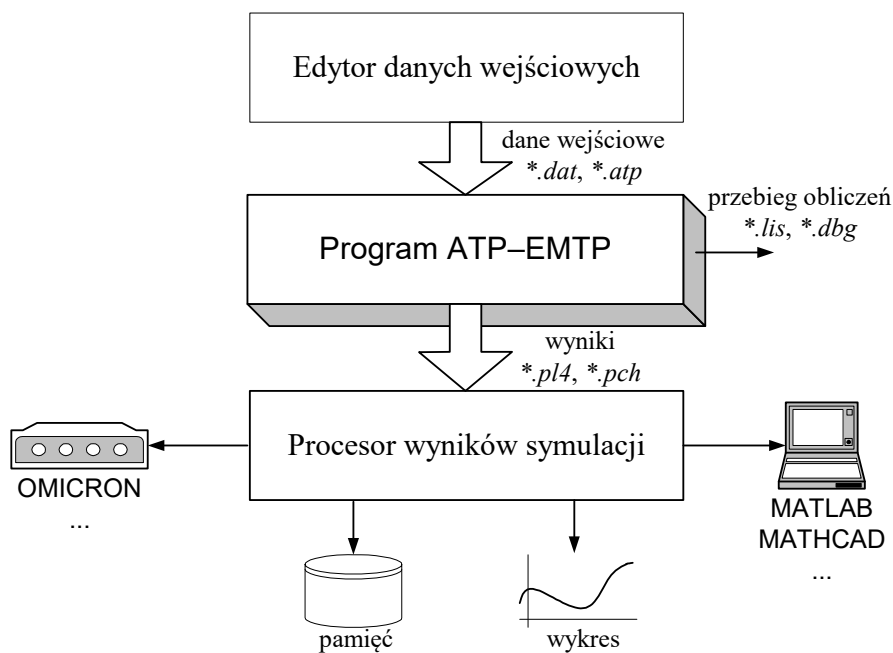 Edytor danych wejściowych
dane wejściowe
*.dat, *.atp
Program ATP–EMTP
przebieg obliczeń
*.lis, *.dbg
wyniki
*.pl4, *.pch
Procesor wyników symulacji
OMICRON
...
MATLAB
MATHCAD
...
pamięć
wykres